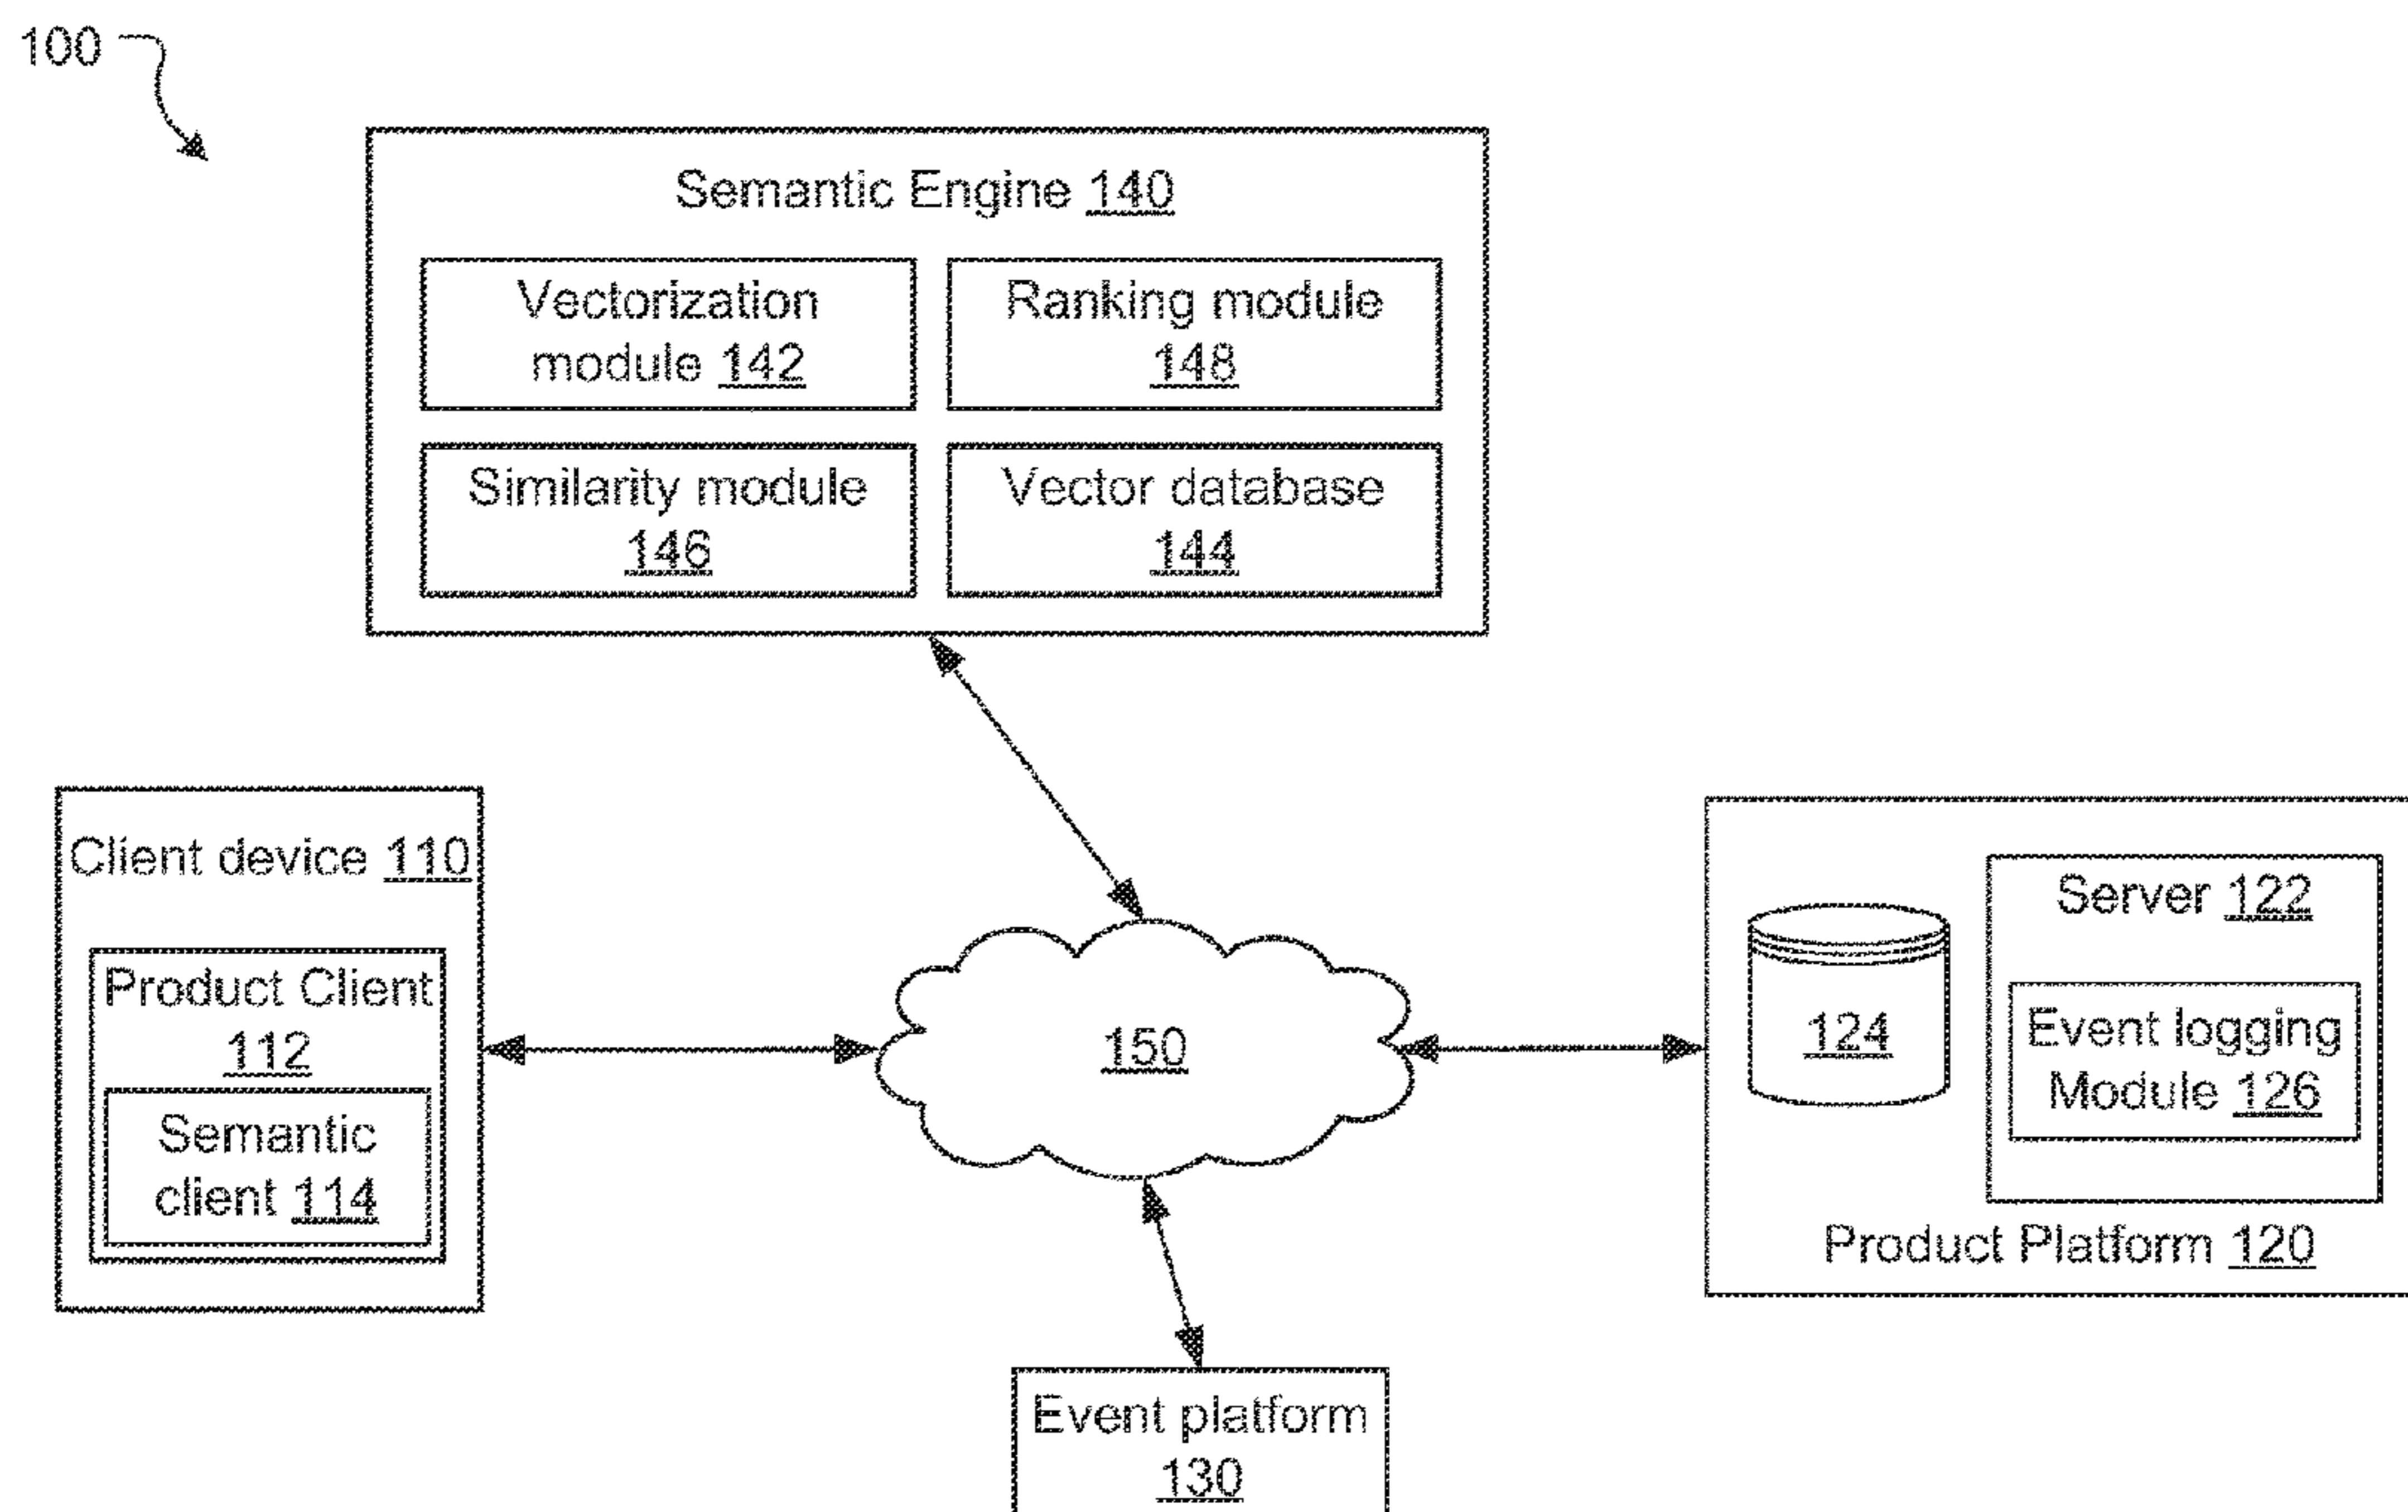 100
Semantic Engine 140
Vectorization
module 142
Ranking module
148
Similarity module
146
Vector database
144
Client device 110
Product Client
112
Semantic
client 114
150
124
Server 122
Event logging
Module 126
Product Platform 120
Event platform
130